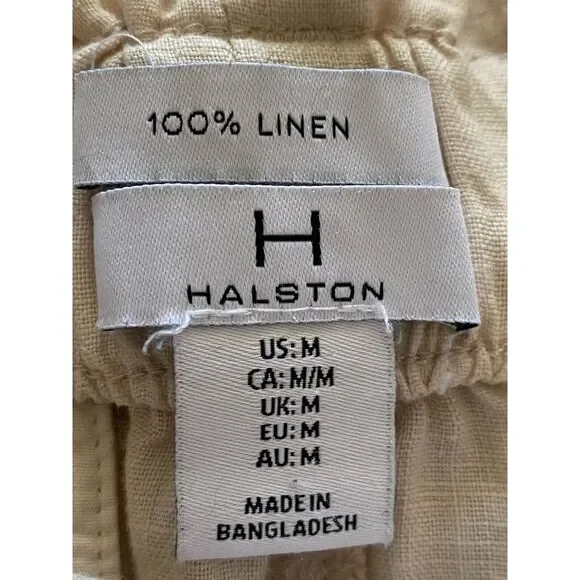 100% LINEN
H
HALSTON
US: M
CA: M/M
UK: M
EU: M
AU: M
MADE IN
BANGLADESH